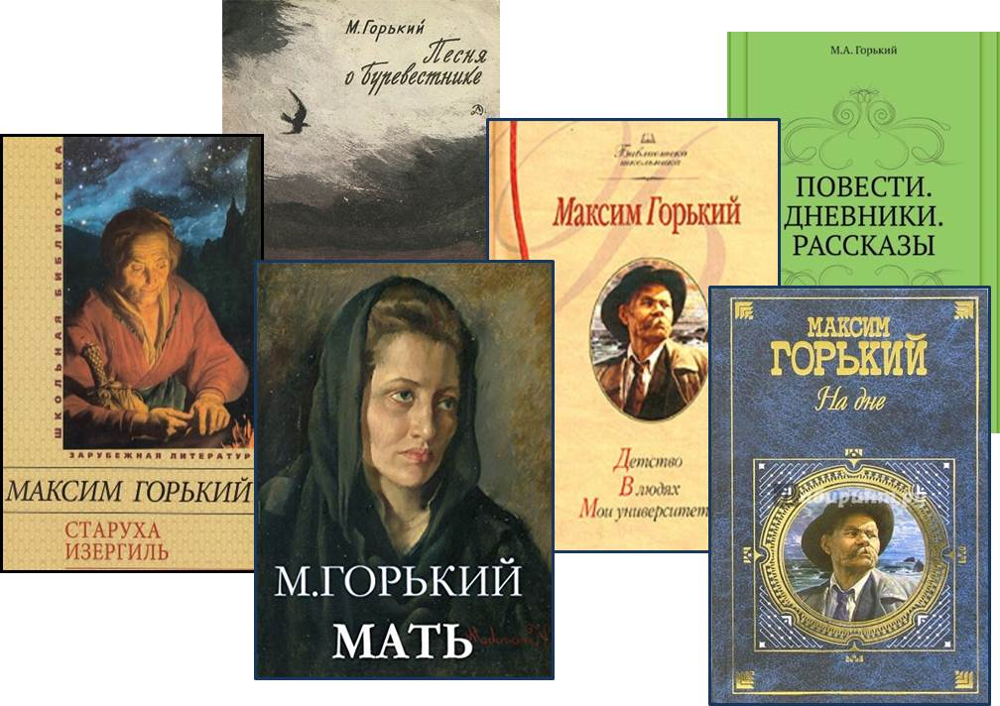 М.Горький
Песня
о Буревестнике
М.А. Горький
ПОВЕСТИ.
ДНЕВНИКИ.
РАССКАЗЫ
ШКОЛЬНАЯ БИБЛИОТЕКА
ЗАРУБЕЖНАЯ ЛИТЕРАТУР
МАКСИМ ГОРЬКИЙ
СТАРУХА
ИЗЕРГИЛЬ
Библиотека
школьника
Максим Горький
Детство
В людях
Мои университет
М.ГОРЬКИЙ
МАТЬ
МАКСИМ
ГОРЬКИЙ
На дне